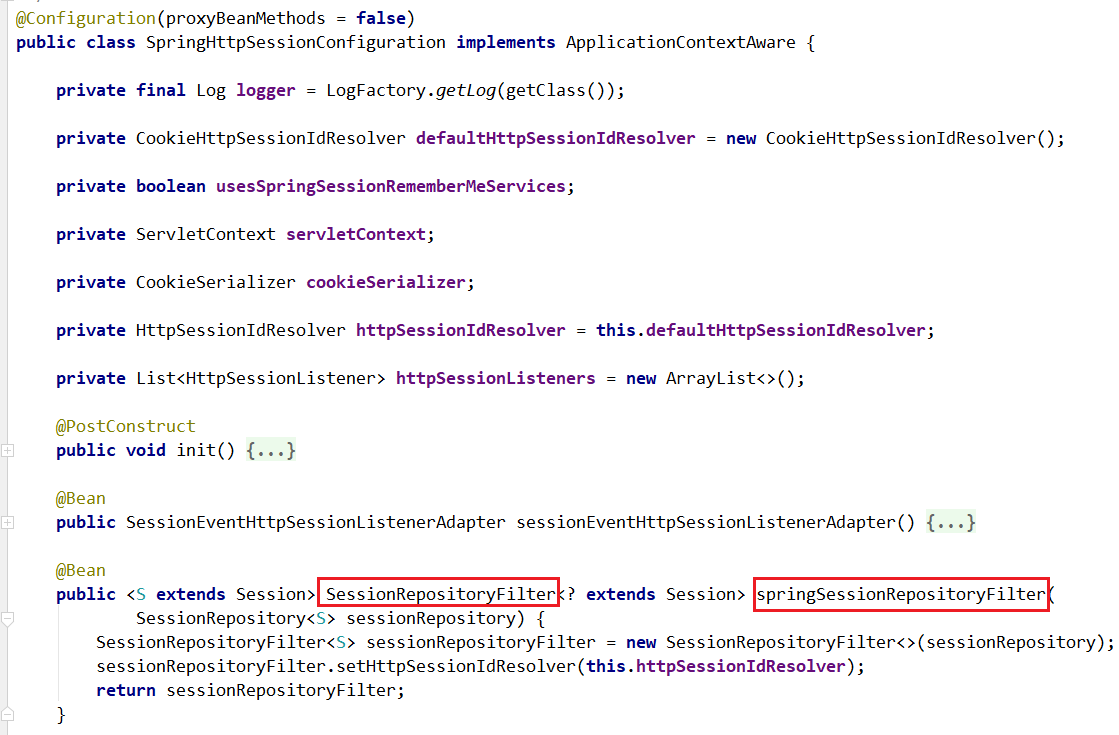 @Configuration(proxyBeanMethods = false)
public class SpringHttpSessionConfiguration implements ApplicationContextAware {
private final Log logger = LogFactory.getLog(getClass());
private CookieHttpSessionIdResolver defaultHttpSessionIdResolver = new CookieHttpSessionIdResolver();
private boolean usesSpringSessionRememberMeServices;
private ServletContext servletContext;
private CookieSerializer cookieSerializer;
private HttpSessionIdResolver httpSessionIdResolver = this.defaultHttpSessionIdResolver;
private List<HttpSessionListener> httpSessionListeners = new ArrayList<>();
@PostConstruct
public void init() {...}
@Bean
public SessionEventHttpSessionListenerAdapter sessionEventHttpSessionListenerAdapter() {...}
@Bean
public <S extends Session> SessionRepositoryFilter<? extends Session> springSessionRepositoryFilter(
SessionRepository<S> sessionRepository) {
SessionRepositoryFilter<S> sessionRepositoryFilter = new SessionRepositoryFilter<>(sessionRepository);
sessionRepositoryFilter.setHttpSessionIdResolver(this.httpSessionIdResolver);
return sessionRepositoryFilter;
}